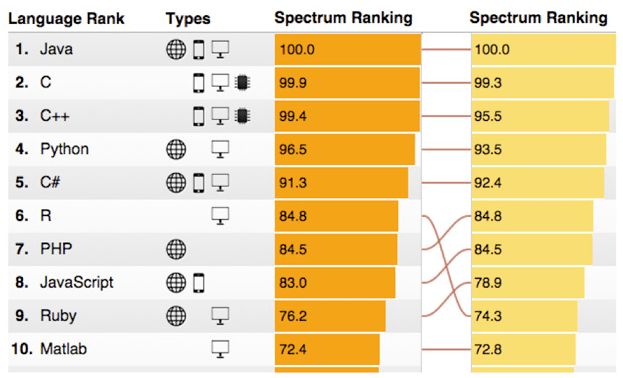 Language Rank Types Spectrum Ranking Spectrum Ranking
1. Java 100.0 100.0
2. C 99.9 99.3
3. C++ 99.4 95.5
4. Python 96.5 93.5
5. C# 91.3 92.4
6. R 84.8 84.8
7. PHP 84.5 84.5
8. JavaScript 83.0 78.9
9. Ruby 76.2 74.3
10. Matlab 72.4 72.8